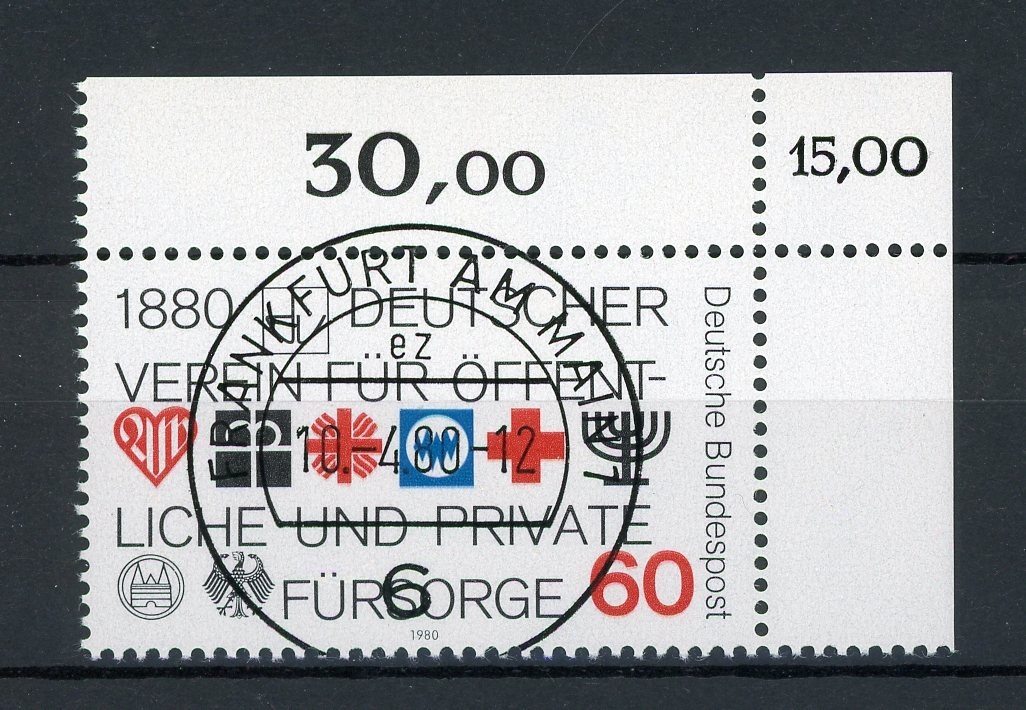 30,00
15,00
1880 DEUTSCHER
VEREIN FÜR ÖFFENT-
LICHE UND PRIVATE
FÜRSORGE
60
1980
Deutsche Bundespost
FRANKFURT AM MAIN 1
ez
10.-4.80-12
6